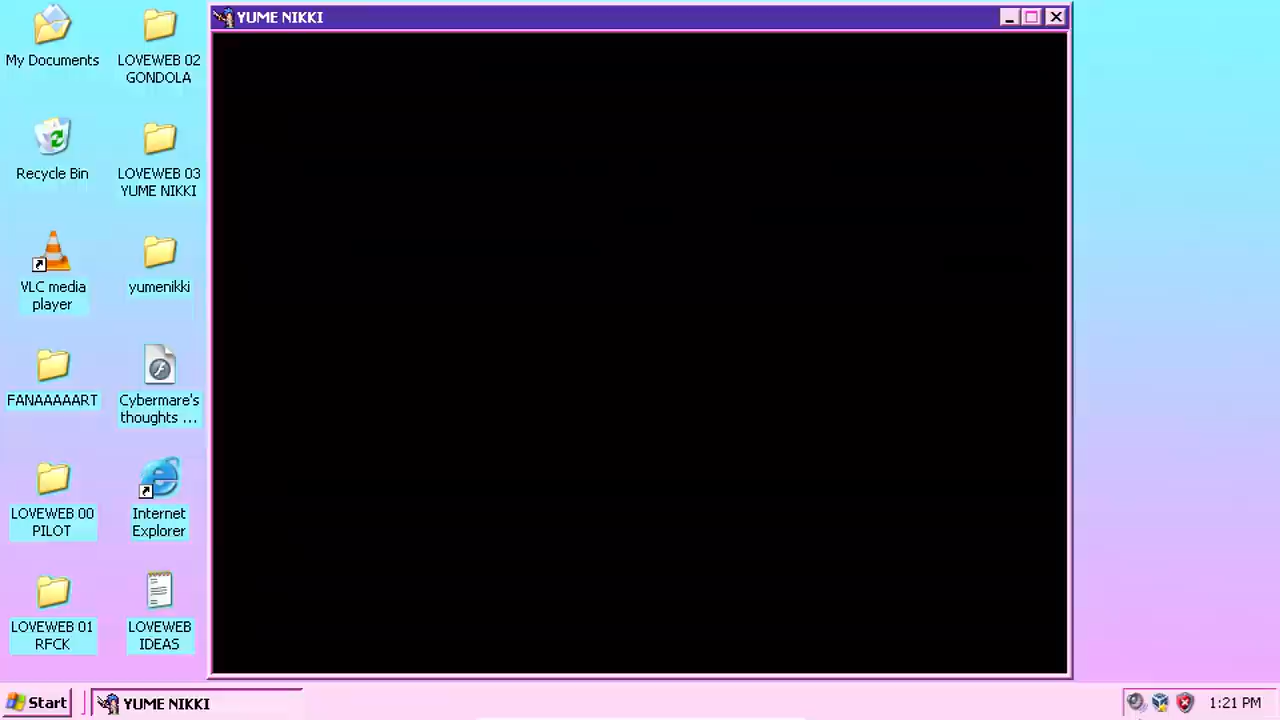 YUME NIKKI
My Documents
LOVEWEB 02
GONDOLA
Recycle Bin
LOVEWEB 03
YUME NIKKI
VLC media
player
yumenikki
FANAAAAART
Cybermare's
thoughts ...
LOVEWEB 00
PILOT
Internet
Explorer
LOVEWEB 01
RFCK
LOVEWEB
IDEAS
Start
YUME NIKKI
1:21 PM